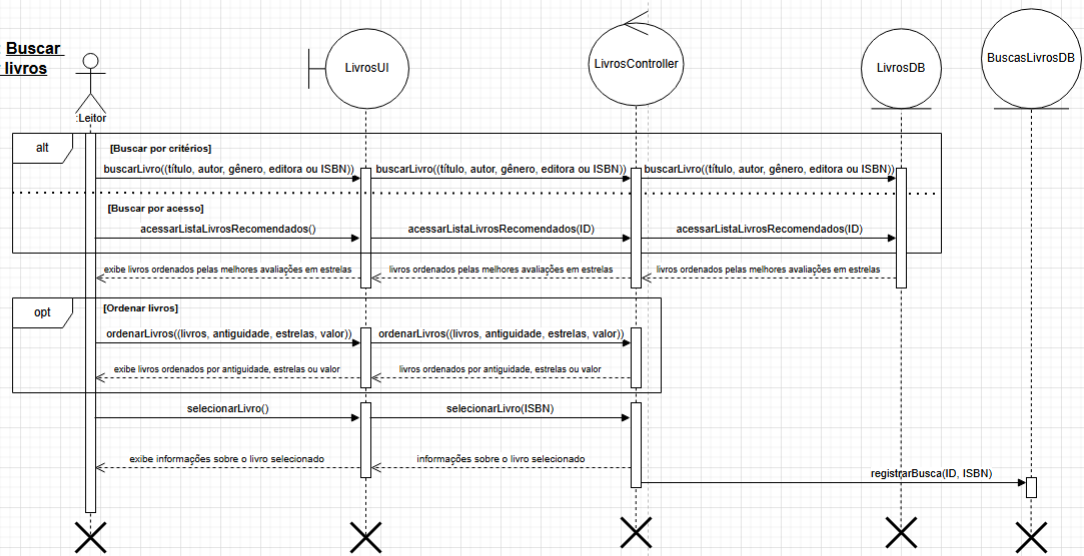 Buscar
livros
:Leitor
LivrosUI
LivrosController
LivrosDB
BuscasLivrosDB
alt
[Buscar por critérios]
buscarLivro((título, autor, gênero, editora ou ISBN))
buscarLivro((título, autor, gênero, editora ou ISBN))
buscarLivro((título, autor, gênero, editora ou ISBN))
[Buscar por acesso]
acessarListaLivrosRecomendados()
acessarListaLivrosRecomendados(ID)
acessarListaLivrosRecomendados(ID)
exibe livros ordenados pelas melhores avaliações em estrelas
livros ordenados pelas melhores avaliações em estrelas
livros ordenados pelas melhores avaliações em estrelas
opt
[Ordenar livros]
ordenarLivros((livros, antiguidade, estrelas, valor))
ordenarLivros((livros, antiguidade, estrelas, valor))
exibe livros ordenados por antiguidade, estrelas ou valor
livros ordenados por antiguidade, estrelas ou valor
selecionarLivro()
selecionarLivro(ISBN)
exibe informações sobre o livro selecionado
informações sobre o livro selecionado
registrarBusca(ID, ISBN)